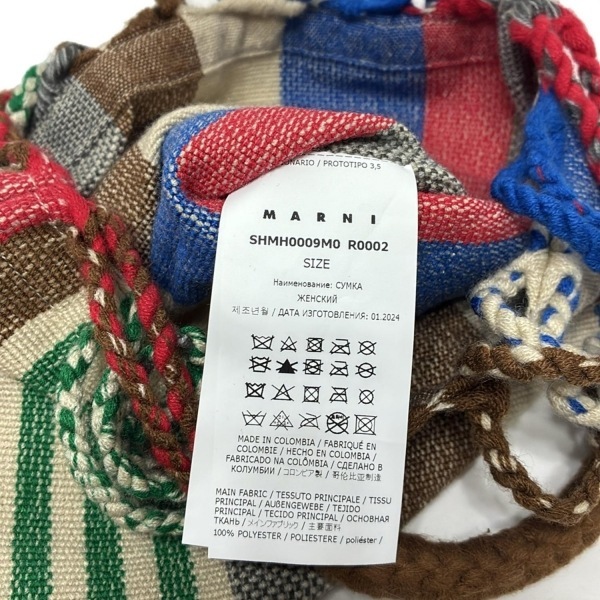 IONARIO / PROTOTIPO 3,5
MARNI
SHMH0009M0 R0002
SIZE
Наименование: СУМКА
ЖЕНСКИЙ
제조년월 / ДАТА ИЗГОТОВЛЕНИЯ: 01.2024
MADE IN COLOMBIA / FABRIQUÉ EN
COLOMBIE / HECHO EN COLOMBIA /
FABRICADO NA COLÔMBIA / СДЕЛАНО В
КОЛУМБИИ / コロンビア製 / 哥伦比亚制造
MAIN FABRIC / TESSUTO PRINCIPALE / TISSU
PRINCIPAL / AUßENGEWEBE / TEJIDO
PRINCIPAL / TECIDO PRINCIPAL / ОСНОВНАЯ
ТКАНЬ / メインファブリック / 主要面料
100% POLYESTER / POLIESTERE / poliéster /